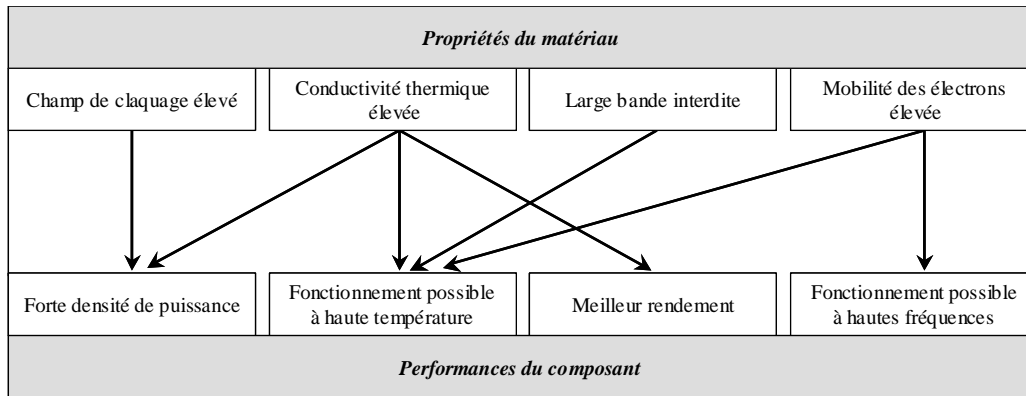 Propriétés du matériau
Champ de claquage élevé
Conductivité thermique
élevée
Large bande interdite
Mobilité des électrons
élevée
Forte densité de puissance
Fonctionnement possible
à haute température
Meilleur rendement
Fonctionnement possible
à hautes fréquences
Performances du composant